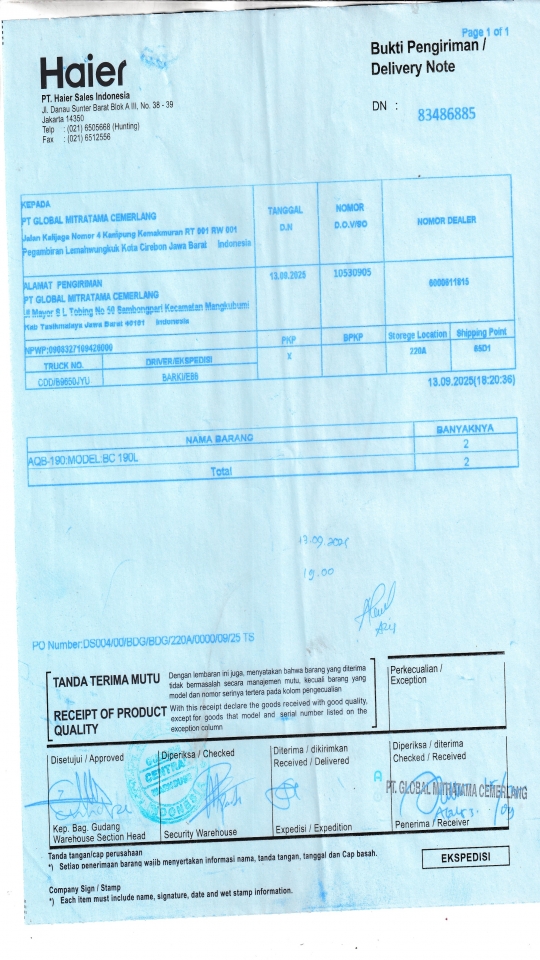 Page 1 of 1
Haier
Bukti Pengiriman /
Delivery Note
PT. Haier Sales Indonesia
Jl. Danau Sunter Barat Blok A III, No. 38 - 39
Jakarta 14350
Telp : (021) 6505668 (Hunting)
Fax : (021) 6512556
DN : 83486885
KEPADA
PT GLOBAL MITRATAMA CEMERLANG
Jalan Kalijaga Nomer 4 Kampung Kemakmuran RT 001 RW 001
Pegambiran Lemahwungkuk Kota Cirebon Jawa Barat Indonesia
TANGGAL
D.N
NOMOR
D.O.V/SO
NOMOR DEALER
ALAMAT PENGIRIMAN
PT GLOBAL MITRATAMA CEMERLANG
Jl Mayor S L Tobing No 50 Sambongpari Kecamatan Mangkubumi
Kab Tasikmalaya Jawa Barat 46181 Indonesia
13.09.2025
10530905
NPWP:
PKP
BPKP
Storege Location
Shipping Point
TRUCK NO.
DRIVER/EKSPEDISI
X
220A
85D1
CDD/B9650JYU
BARKI/E86
13.09.2025(18:20:36)
NAMA BARANG
BANYAKNYA
AQB-190:MODEL:BC 190L
2
Total
2
19.00
PO Number:DS004/00/BDG/BDG/220A/0000/09/25 TS
TANDA TERIMA MUTU
Dengan lembaran ini juga, menyatakan bahwa barang yang diterima
tidak bermasalah secara manajemen mutu, kecuali barang yang
model dan nomor serinya tertera pada kolom pengecualian
RECEIPT OF PRODUCT
QUALITY
With this receipt declare the goods received with good quality,
except for goods that model and serial number listed on the
exception column
Perkecualian /
Exception
Disetujui / Approved
Diperiksa / Checked
Diterima / dikirimkan
Received / Delivered
Diperiksa / diterima
Checked / Received
PT. GLOBAL MITRATAMA CEMERLANG
Kep. Bag. Gudang
Warehouse Section Head
Security Warehouse
Expedisi / Expedition
Penerima / Receiver
Tanda tangan/cap perusahaan
*) Setiap penerimaan barang wajib menyertakan informasi nama, tanda tangan, tanggal dan Cap basah.
EKSPEDISI
Company Sign / Stamp
*) Each item must include name, signature, date and wet stamp information.